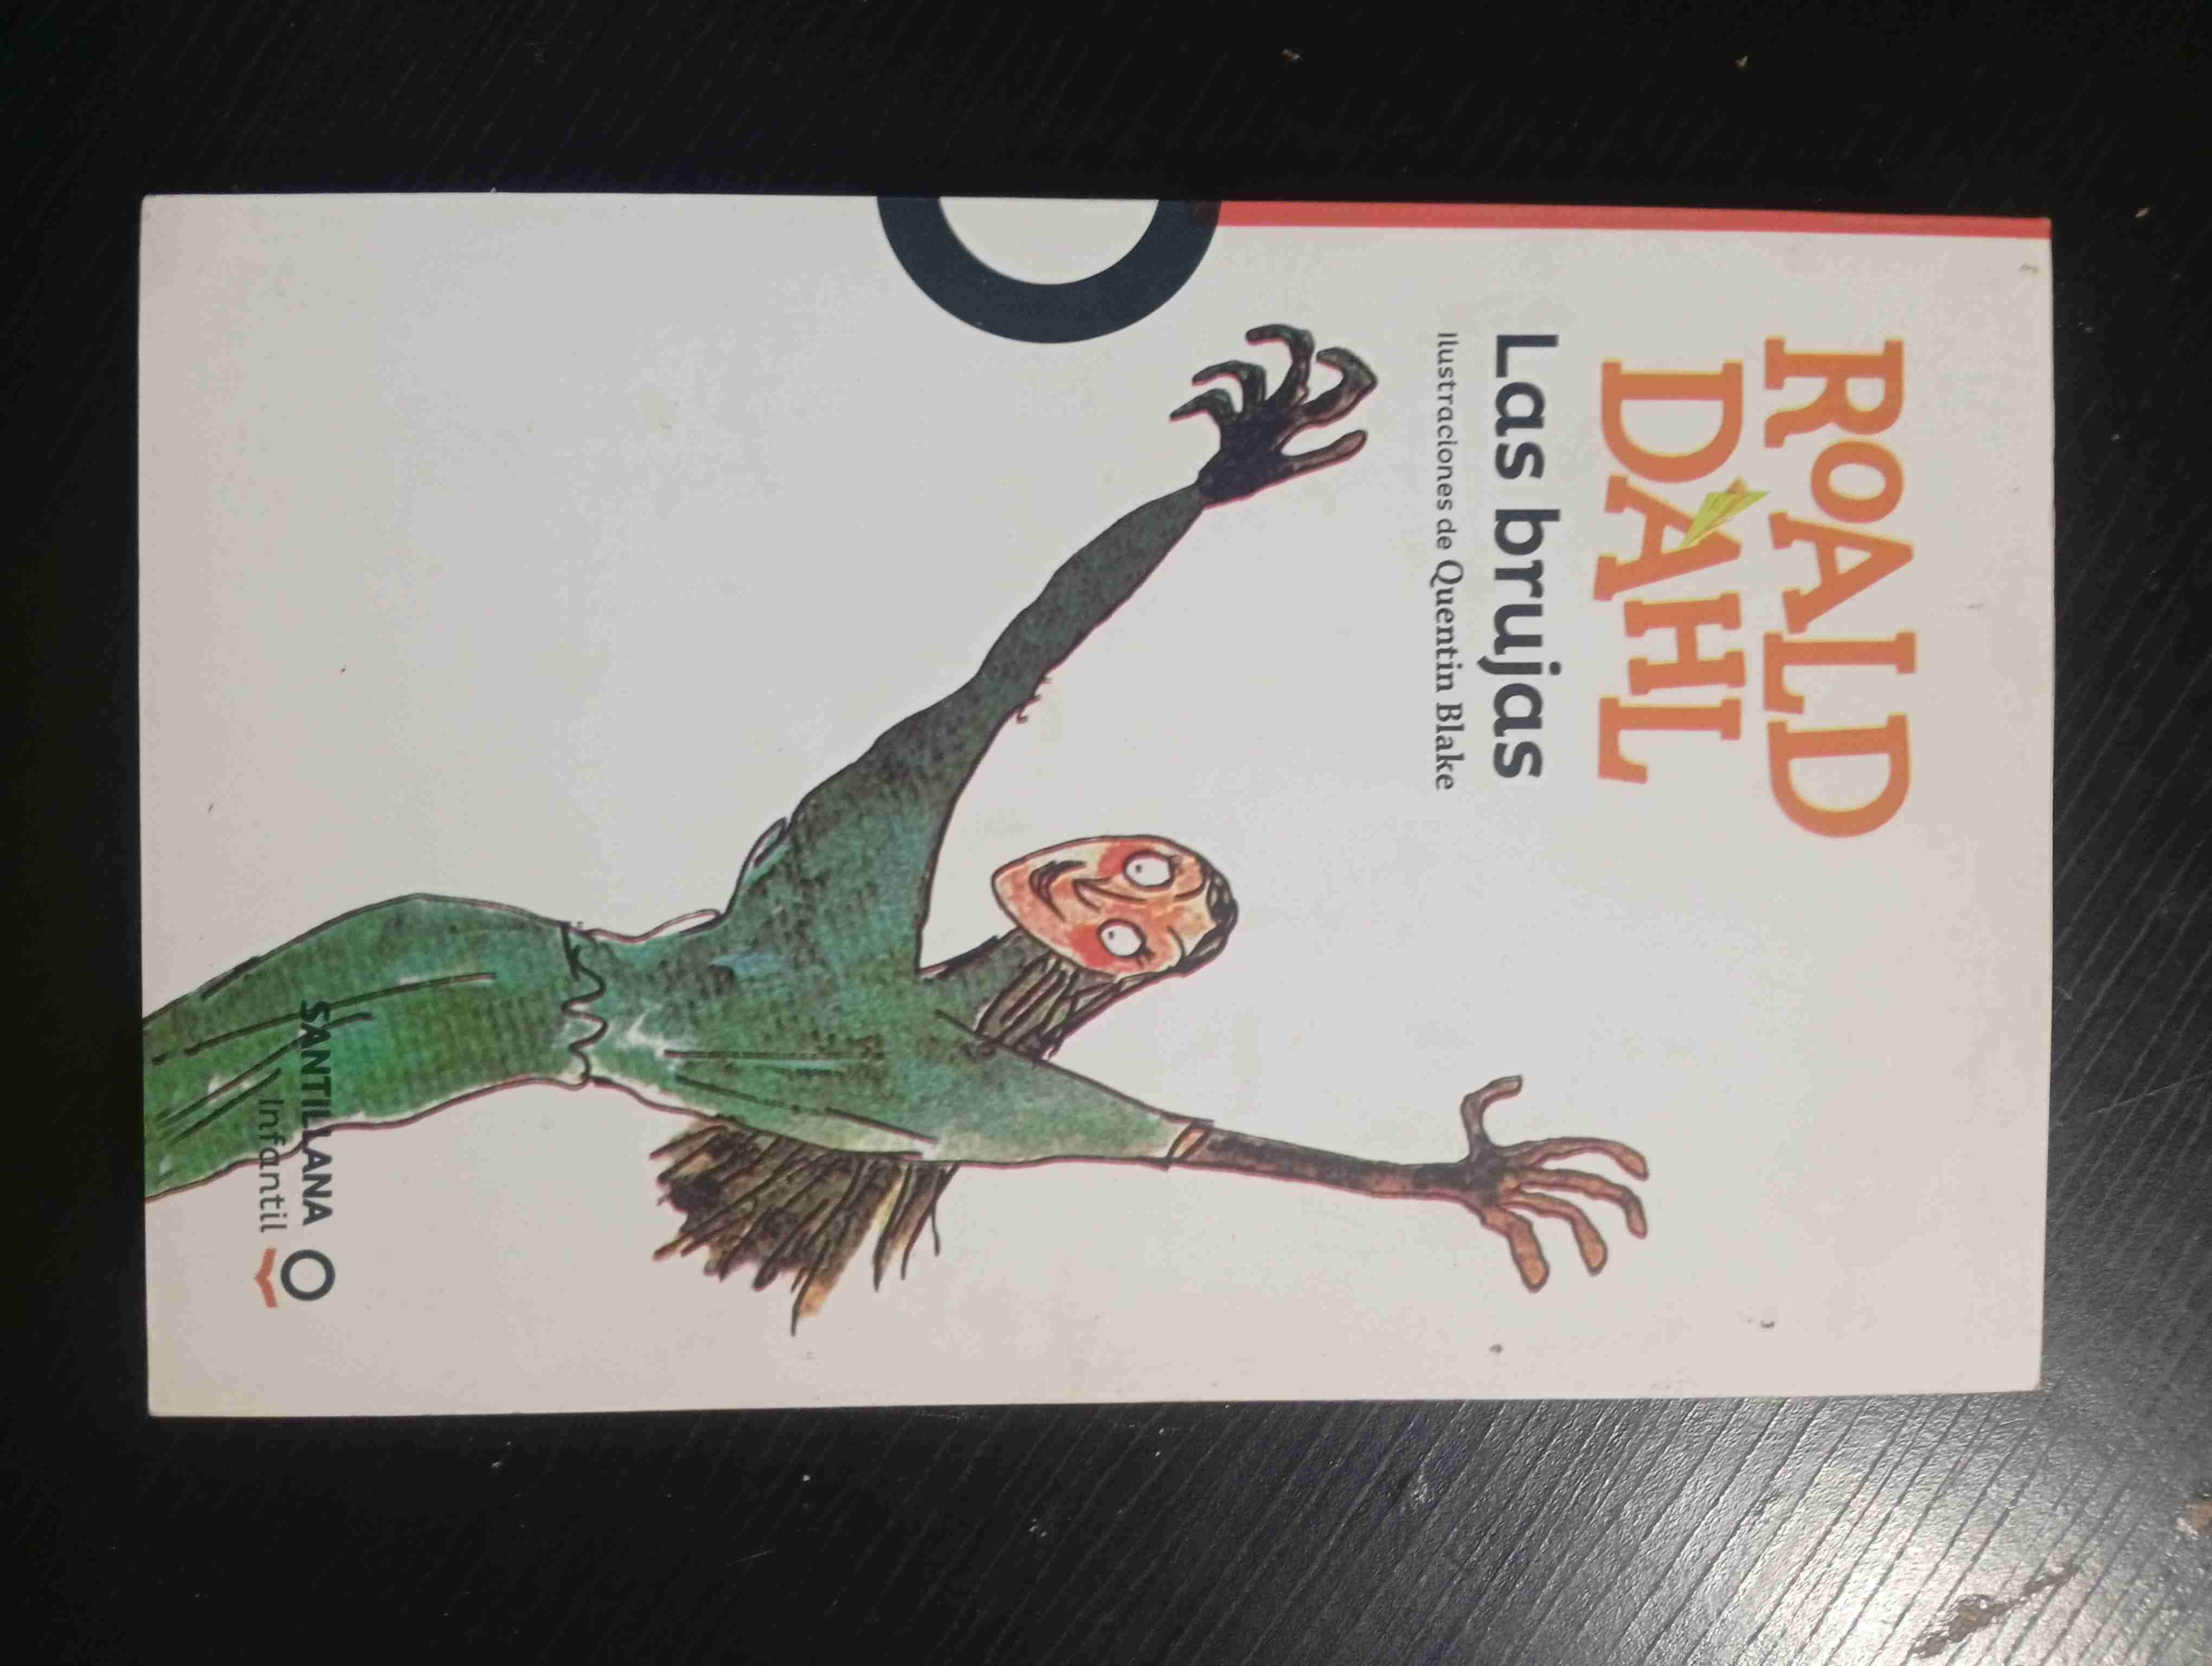 ROALD
DAHL
Las brujas
Ilustraciones de Quentin Blake
SANTILLANA
Infantil